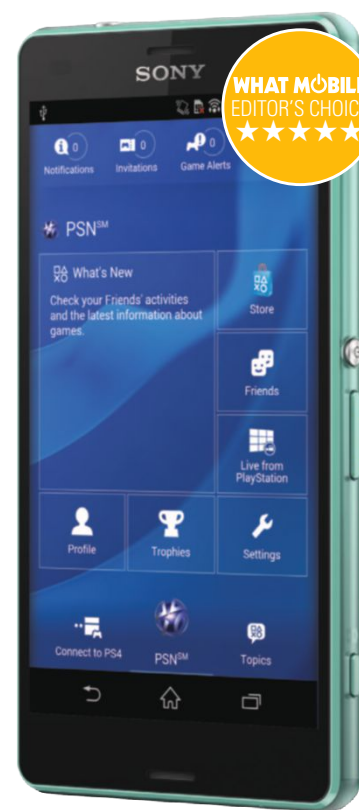 SONY
WHAT MOBILE
EDITOR'S CHOICE
0
0
0
Notifications
Invitations
Game Alerts
PSN℠
What's New
Check your Friends' activities
and the latest information about
games.
Store
Friends
Live from
PlayStation
Profile
Trophies
Settings
Connect to PS4
PSN℠
Topics